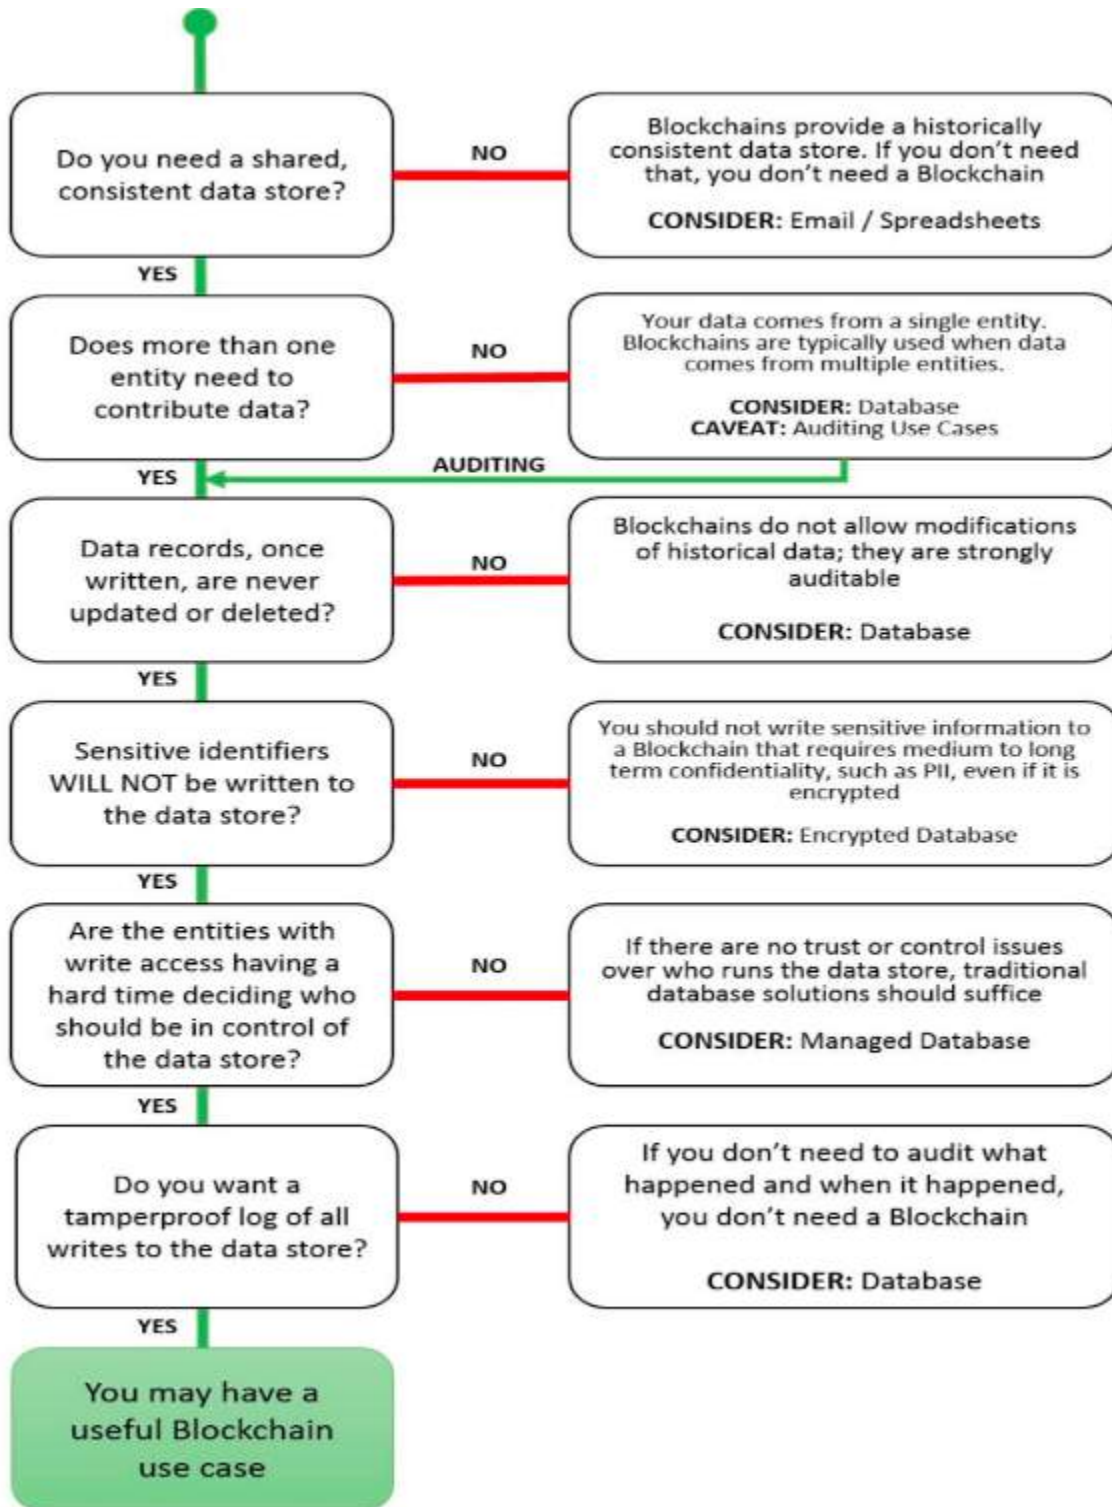 Do you need a shared,
consistent data store?
NO
Blockchains provide a historically
consistent data store. If you don't need
that, you don't need a Blockchain
CONSIDER: Email / Spreadsheets
YES
Does more than one
entity need to
contribute data?
NO
Your data comes from a single entity.
Blockchains are typically used when data
comes from multiple entities.
CONSIDER: Database
CAVEAT: Auditing Use Cases
AUDITING
YES
Data records, once
written, are never
updated or deleted?
NO
Blockchains do not allow modifications
of historical data; they are strongly
auditable
CONSIDER: Database
YES
Sensitive identifiers
WILL NOT be written to
the data store?
NO
You should not write sensitive information to
a Blockchain that requires medium to long
term confidentiality, such as PII, even if it is
encrypted
CONSIDER: Encrypted Database
YES
Are the entities with
write access having a
hard time deciding who
should be in control of
the data store?
NO
If there are no trust or control issues
over who runs the data store, traditional
database solutions should suffice
CONSIDER: Managed Database
YES
Do you want a
tamperproof log of all
writes to the data store?
NO
If you don't need to audit what
happened and when it happened,
you don't need a Blockchain
CONSIDER: Database
YES
You may have a
useful Blockchain
use case